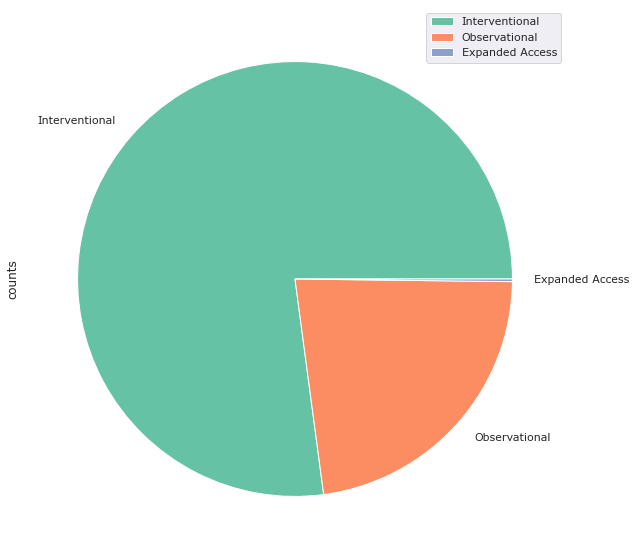 Interventional
Observational
Expanded Access
Interventional
counts
Expanded Access
Observational